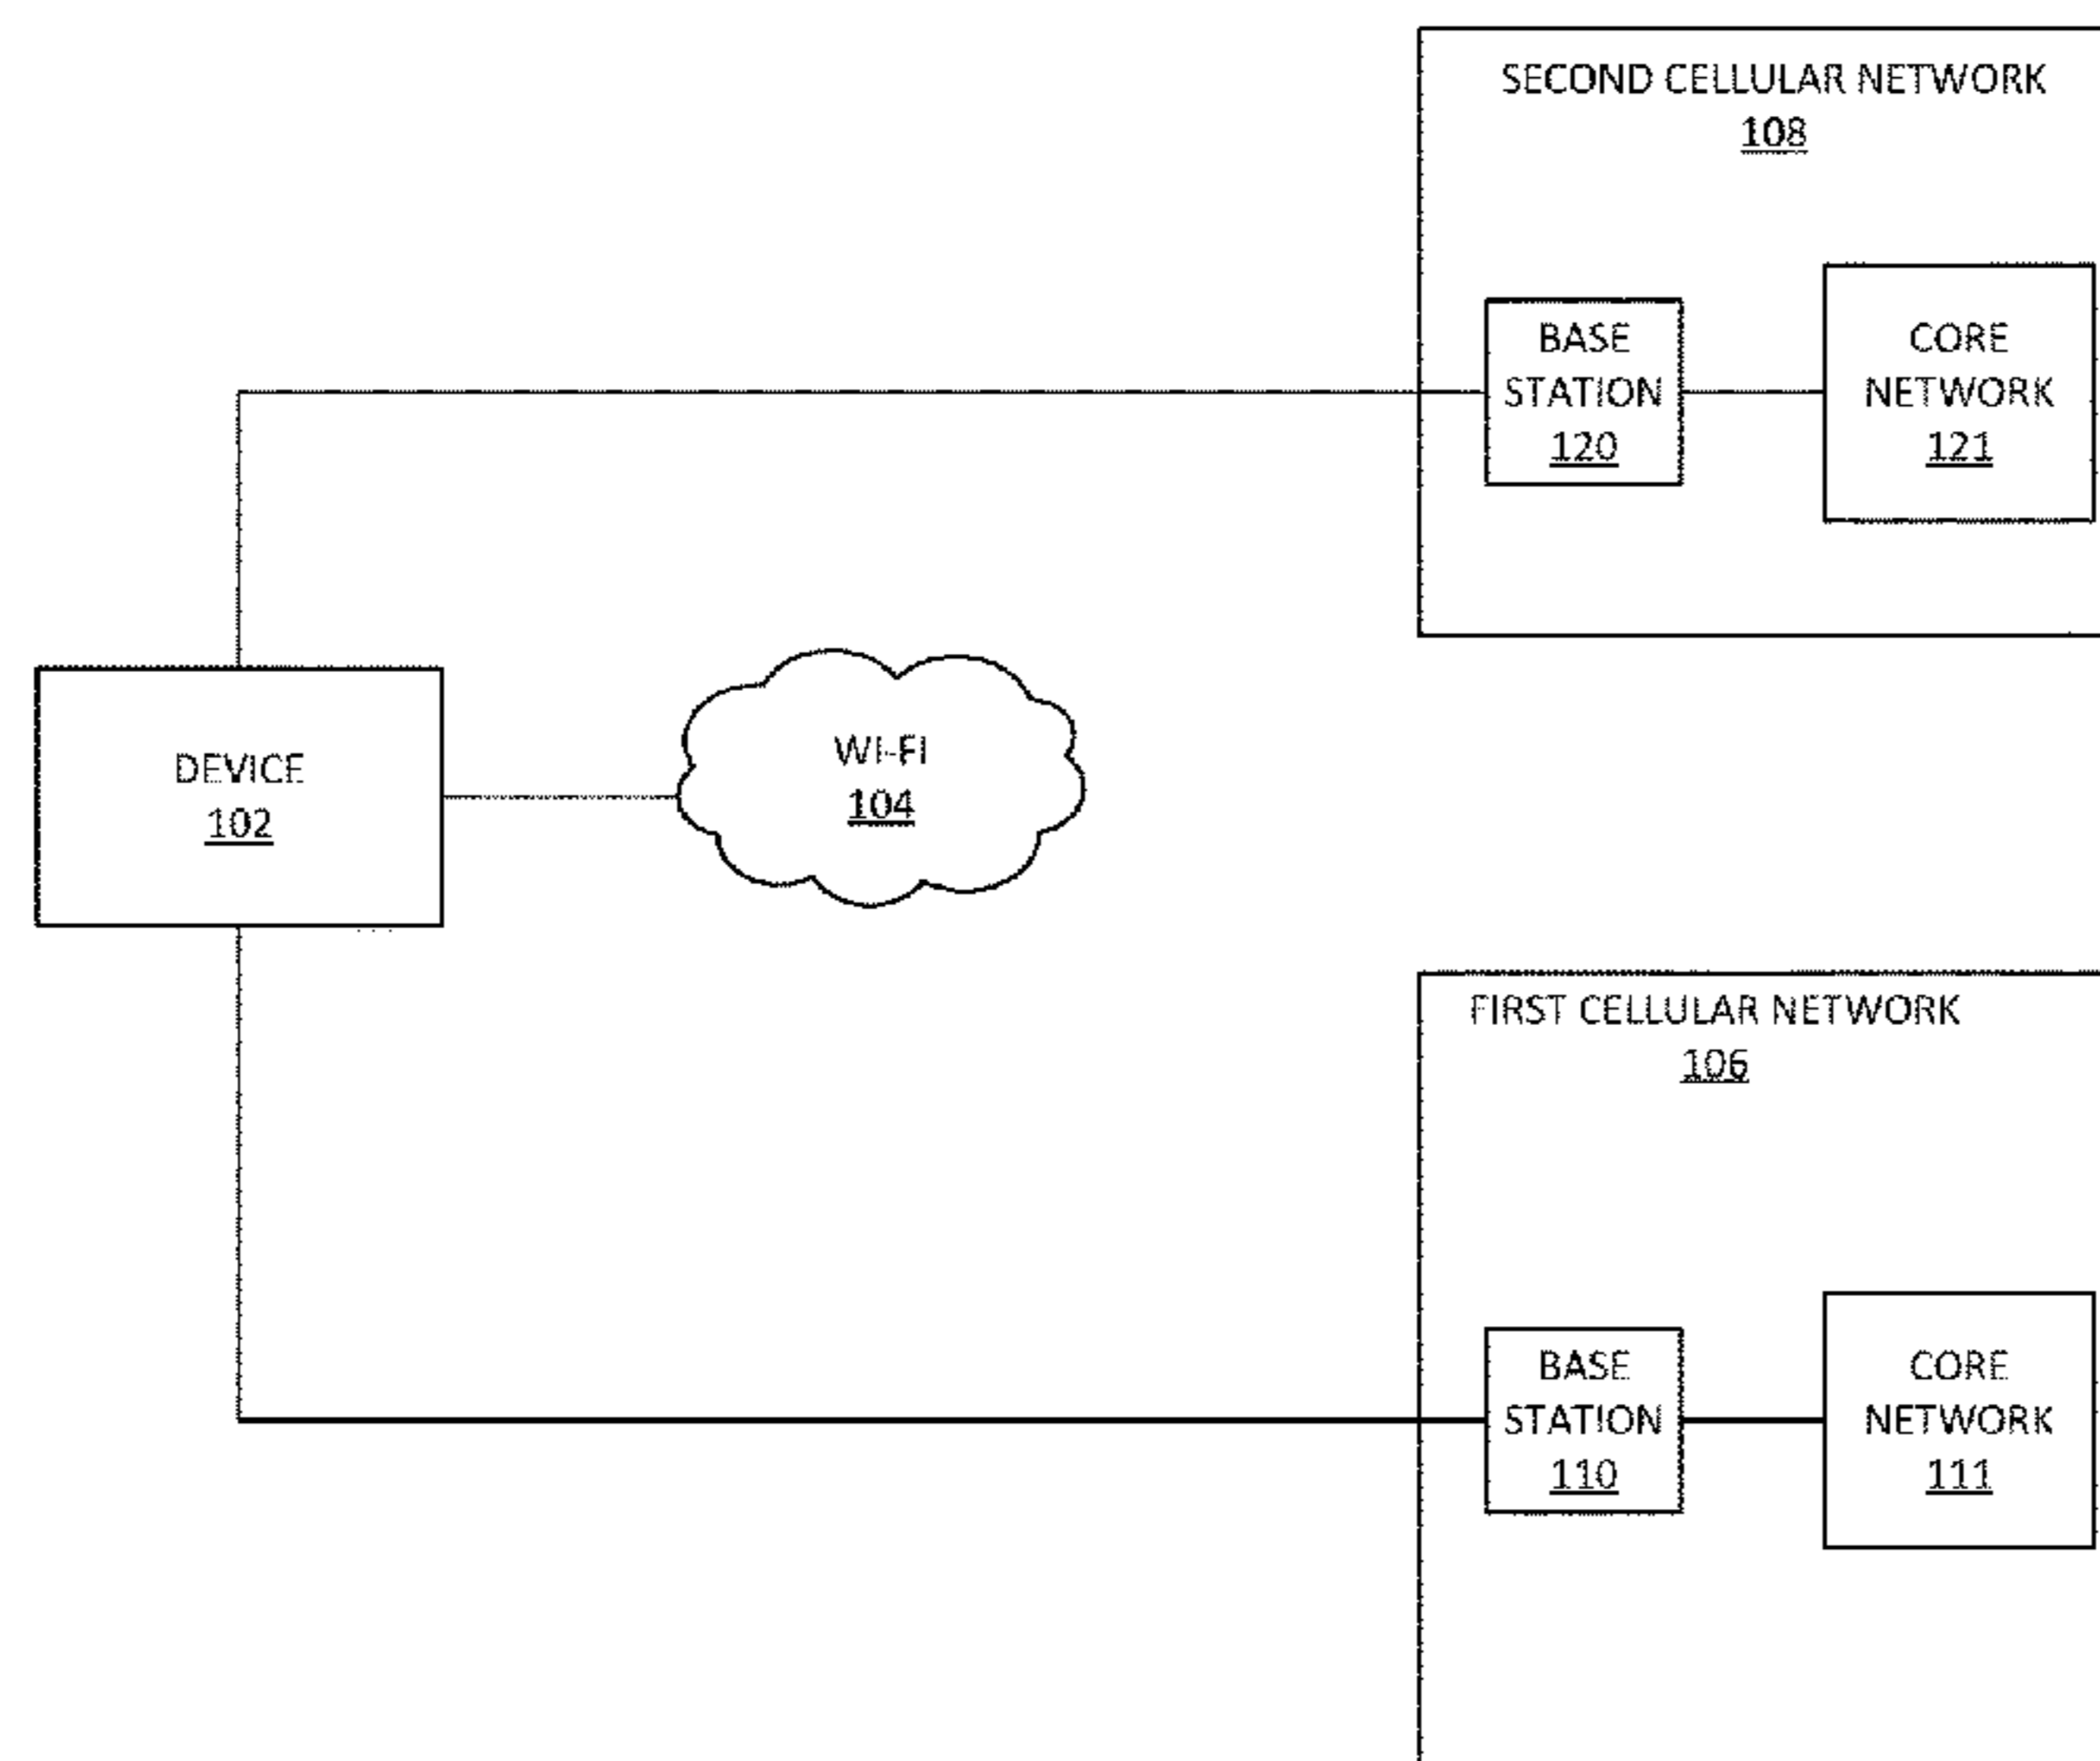 SECOND CELLULAR NETWORK
108
BASE
STATION
120
CORE
NETWORK
121
DEVICE
102
WI-FI
104
FIRST CELLULAR NETWORK
106
BASE
STATION
110
CORE
NETWORK
111